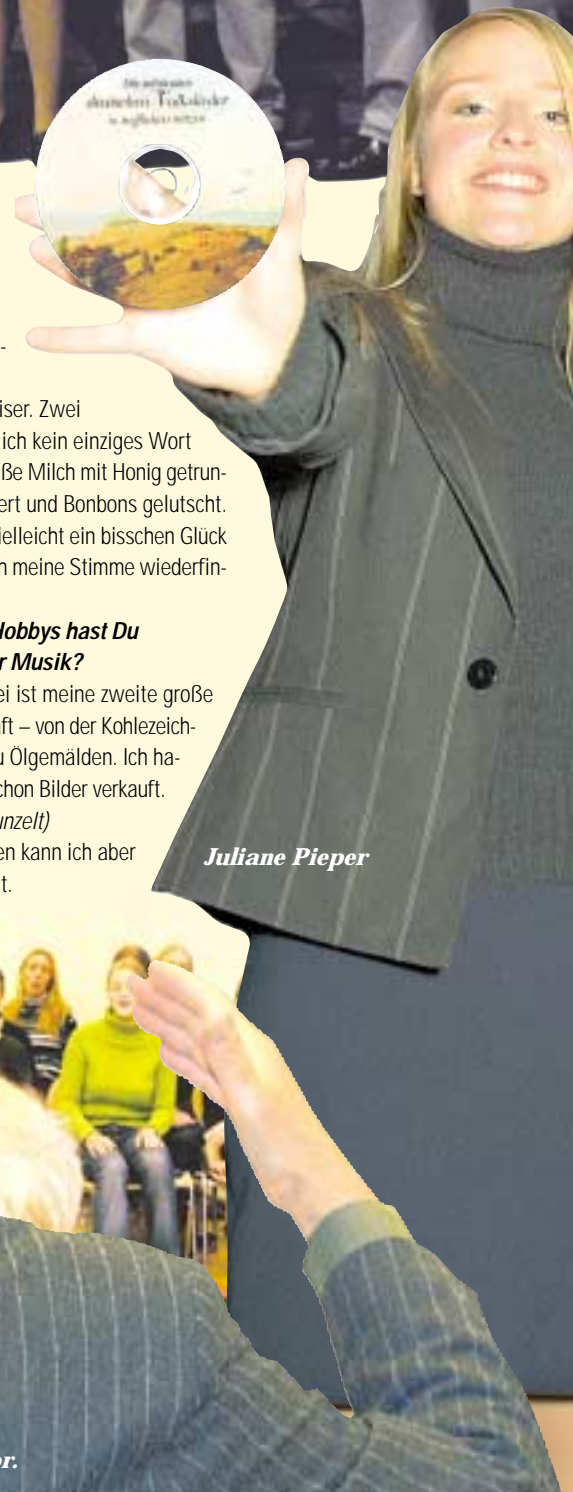 deutschen Volkslieder
-
iser. Zwei
ich kein einziges Wort
ße Milch mit Honig getrun-
ert und Bonbons gelutscht.
ielleicht ein bisschen Glück
h meine Stimme wiederfin-
Hobbys hast Du
r Musik?
ei ist meine zweite große
ft – von der Kohlezeich-
u Ölgemälden. Ich ha-
chon Bilder verkauft.
unzelt)
en kann ich aber
t.
Juliane Pieper
or.